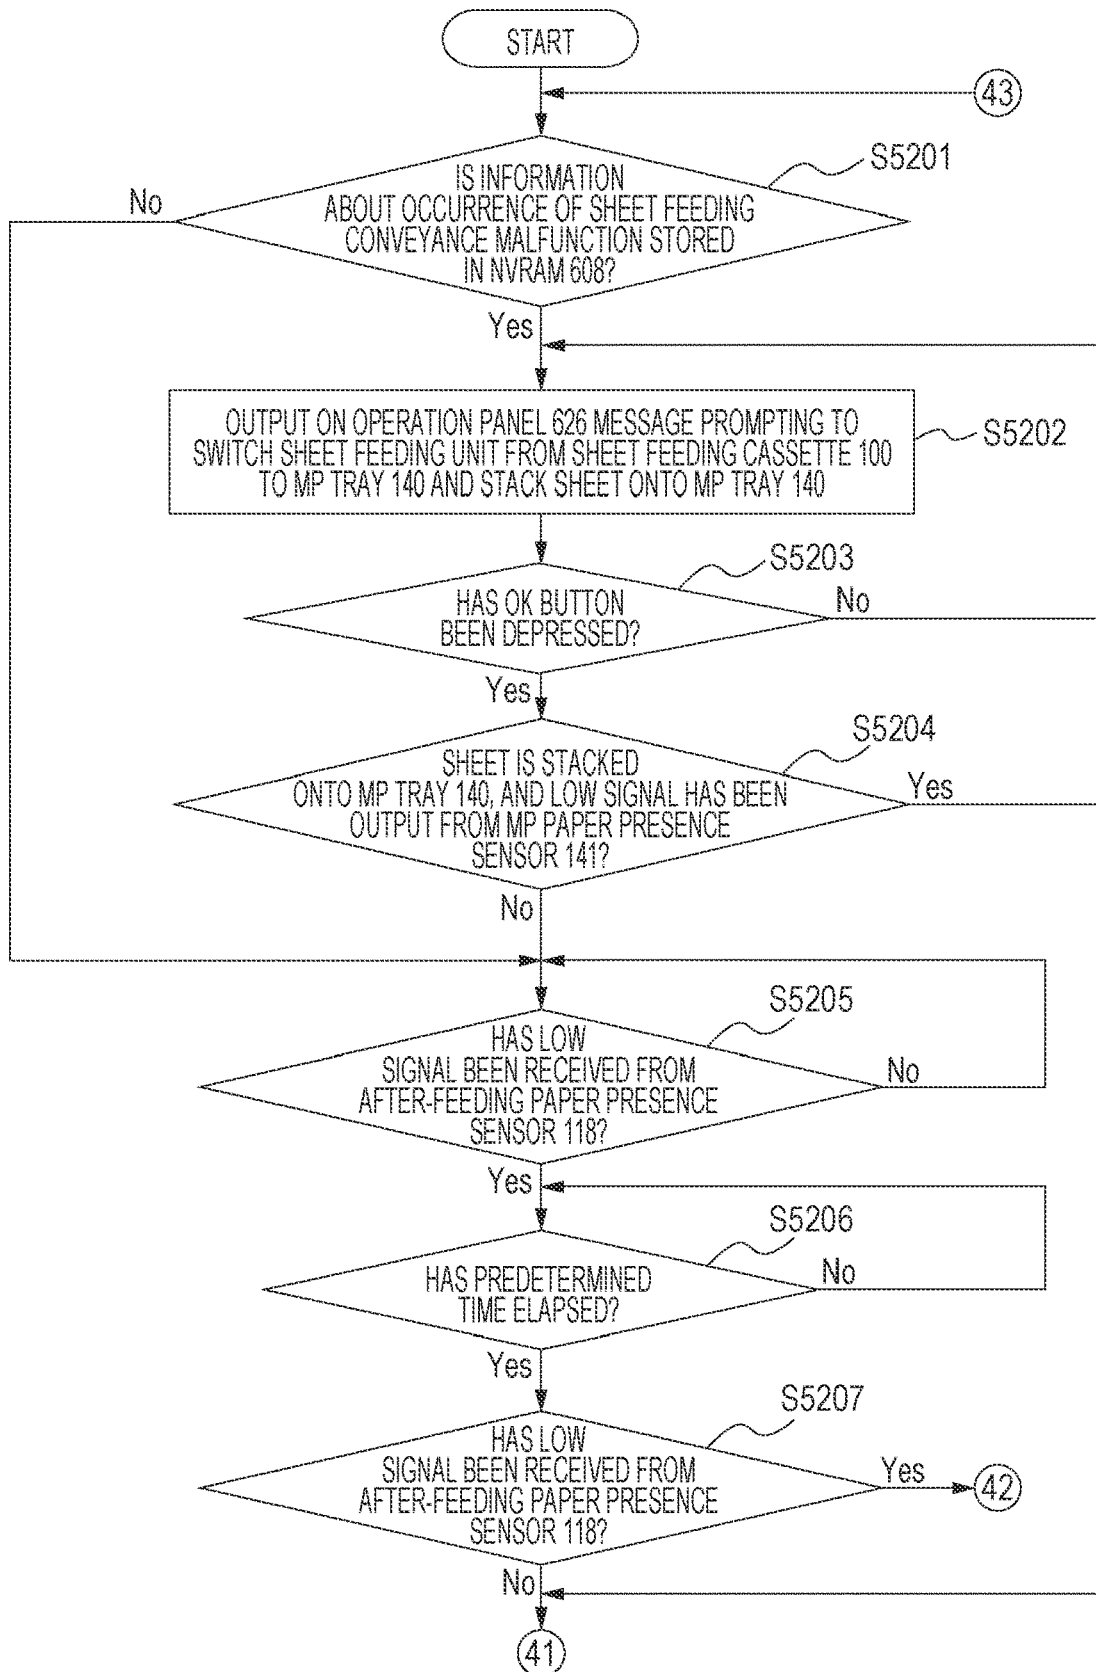 START
43
S5201
IS INFORMATION
ABOUT OCCURRENCE OF SHEET FEEDING
CONVEYANCE MALFUNCTION STORED
IN NVRAM 608?
No
Yes
OUTPUT ON OPERATION PANEL 626 MESSAGE PROMPTING TO
SWITCH SHEET FEEDING UNIT FROM SHEET FEEDING CASSETTE 100
TO MP TRAY 140 AND STACK SHEET ONTO MP TRAY 140
S5202
S5203
HAS OK BUTTON
BEEN DEPRESSED?
No
Yes
S5204
SHEET IS STACKED
ONTO MP TRAY 140, AND LOW SIGNAL HAS BEEN
OUTPUT FROM MP PAPER PRESENCE
SENSOR 141?
Yes
No
S5205
HAS LOW
SIGNAL BEEN RECEIVED FROM
AFTER-FEEDING PAPER PRESENCE
SENSOR 118?
No
Yes
S5206
HAS PREDETERMINED
TIME ELAPSED?
No
Yes
S5207
HAS LOW
SIGNAL BEEN RECEIVED FROM
AFTER-FEEDING PAPER PRESENCE
SENSOR 118?
Yes
42
No
41